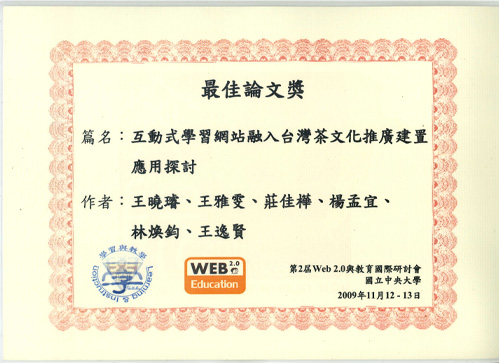 最佳論文獎
篇名：互動式學習網站融入台灣茶文化推廣建置
應用探討
作者：王曉璿、王雅雯、莊佳樺、楊孟宜、
林煥鈞、王逸賢
學習與教學
學
Learning & Instruction
WEB 2.0
Education
第2屆Web 2.0與教育國際研討會
國立中央大學
2009年11月12 - 13日